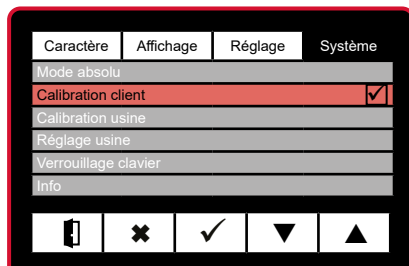 Caractère Affichage Réglage Système
Mode absolu
Calibration client
Calibration usine
Réglage usine
Verrouillage clavier
Info